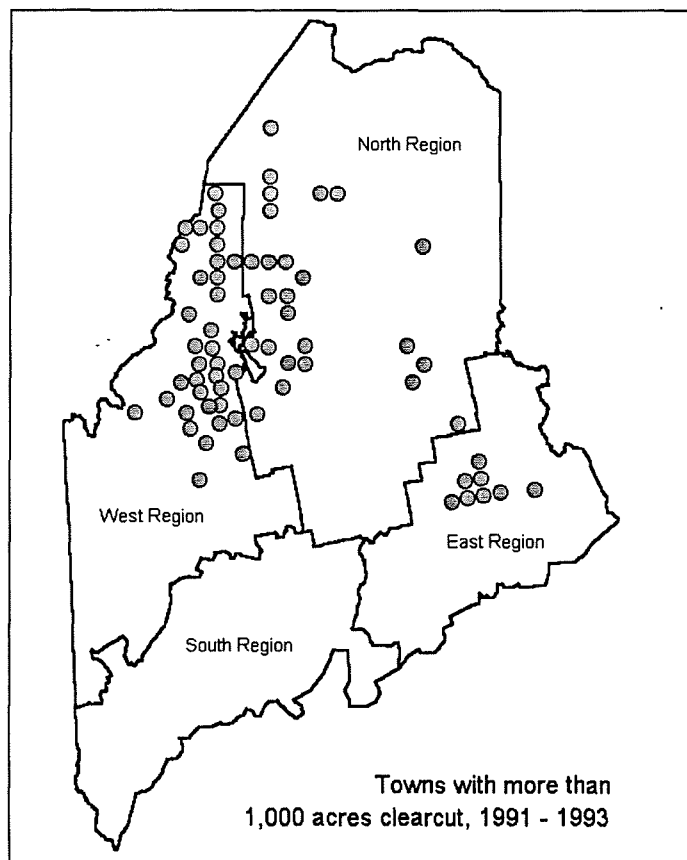 North Region
West Region
East Region
South Region
Towns with more than
1,000 acres clearcut, 1991 - 1993